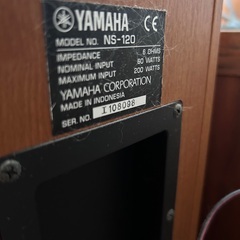 YAMAHA CE
MODEL NO. NS-120
IMPEDANCE 6 OHMS
NOMINAL INPUT 60 WATTS
MAXIMUM INPUT 200 WATTS
YAMAHA CORPORATION
MADE IN INDONESIA
SER.NO. I108098